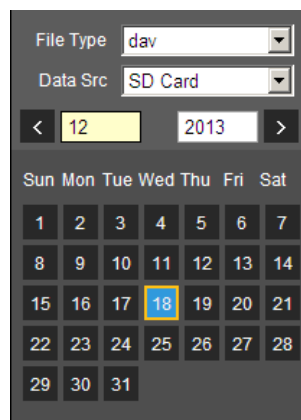 File Type dav
Data Src SD Card
< 12 2013 >
Sun Mon Tue Wed Thu Fri Sat
1 2 3 4 5 6 7
8 9 10 11 12 13 14
15 16 17 18 19 20 21
22 23 24 25 26 27 28
29 30 31